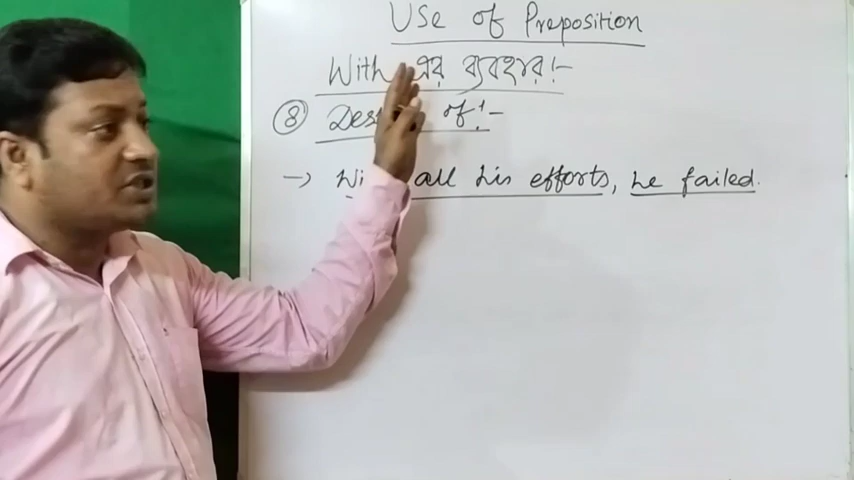 Use of Preposition
With এর ব্যবহার:-
⑧ of:-
→ all his efforts, he failed.